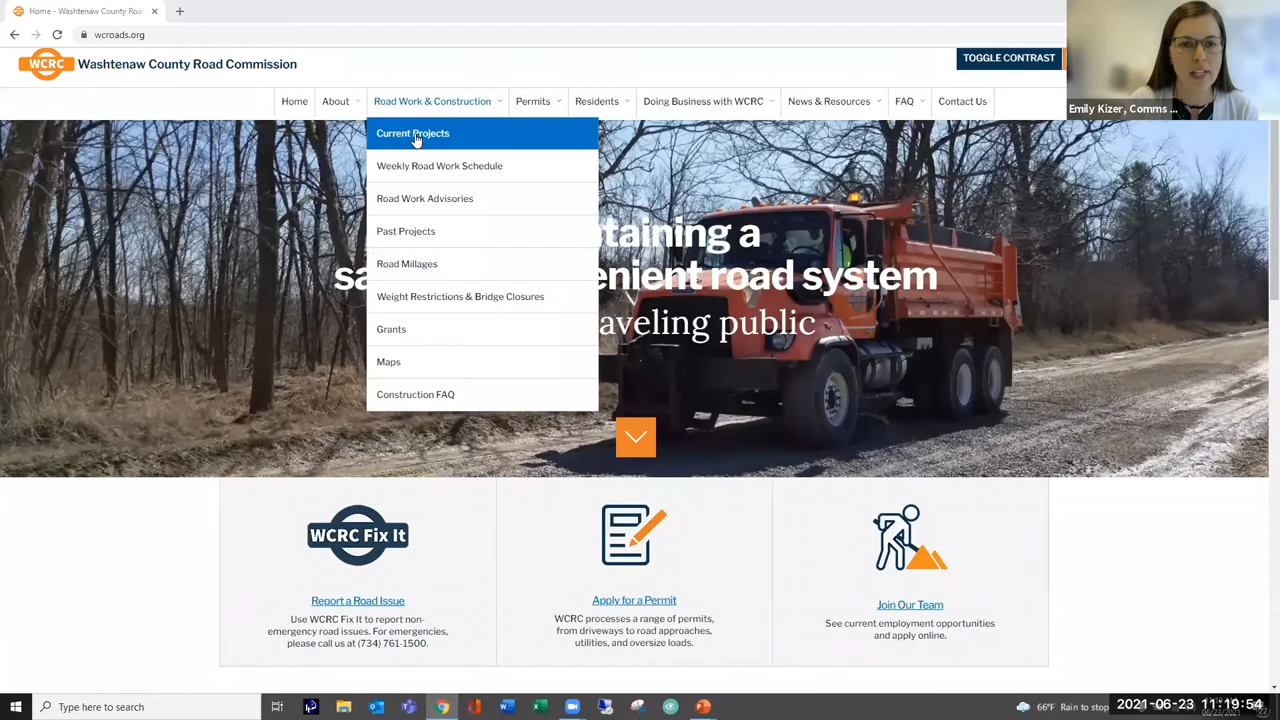 Home - Washtenaw County Roa
wcroads.org
WCRC Washtenaw County Road Commission
TOGGLE CONTRAST
Emily Kizer, Comms ...
Home About Road Work & Construction Permits Residents Doing Business with WCRC News & Resources FAQ Contact Us
Current Projects
Weekly Road Work Schedule
Road Work Advisories
Past Projects
Road Millages
Weight Restrictions & Bridge Closures
Grants
Maps
Construction FAQ
taining a
sa enient road system
aveling public
WCRC Fix It
Report a Road Issue
Use WCRC Fix It to report non-
emergency road issues. For emergencies,
please call us at (734) 761-1500.
Apply for a Permit
WCRC processes a range of permits,
from driveways to road approaches,
utilities, and oversize loads.
Join Our Team
See current employment opportunities
and apply online.
Type here to search
66°F Rain to stop
2021-06-23 11:19:54